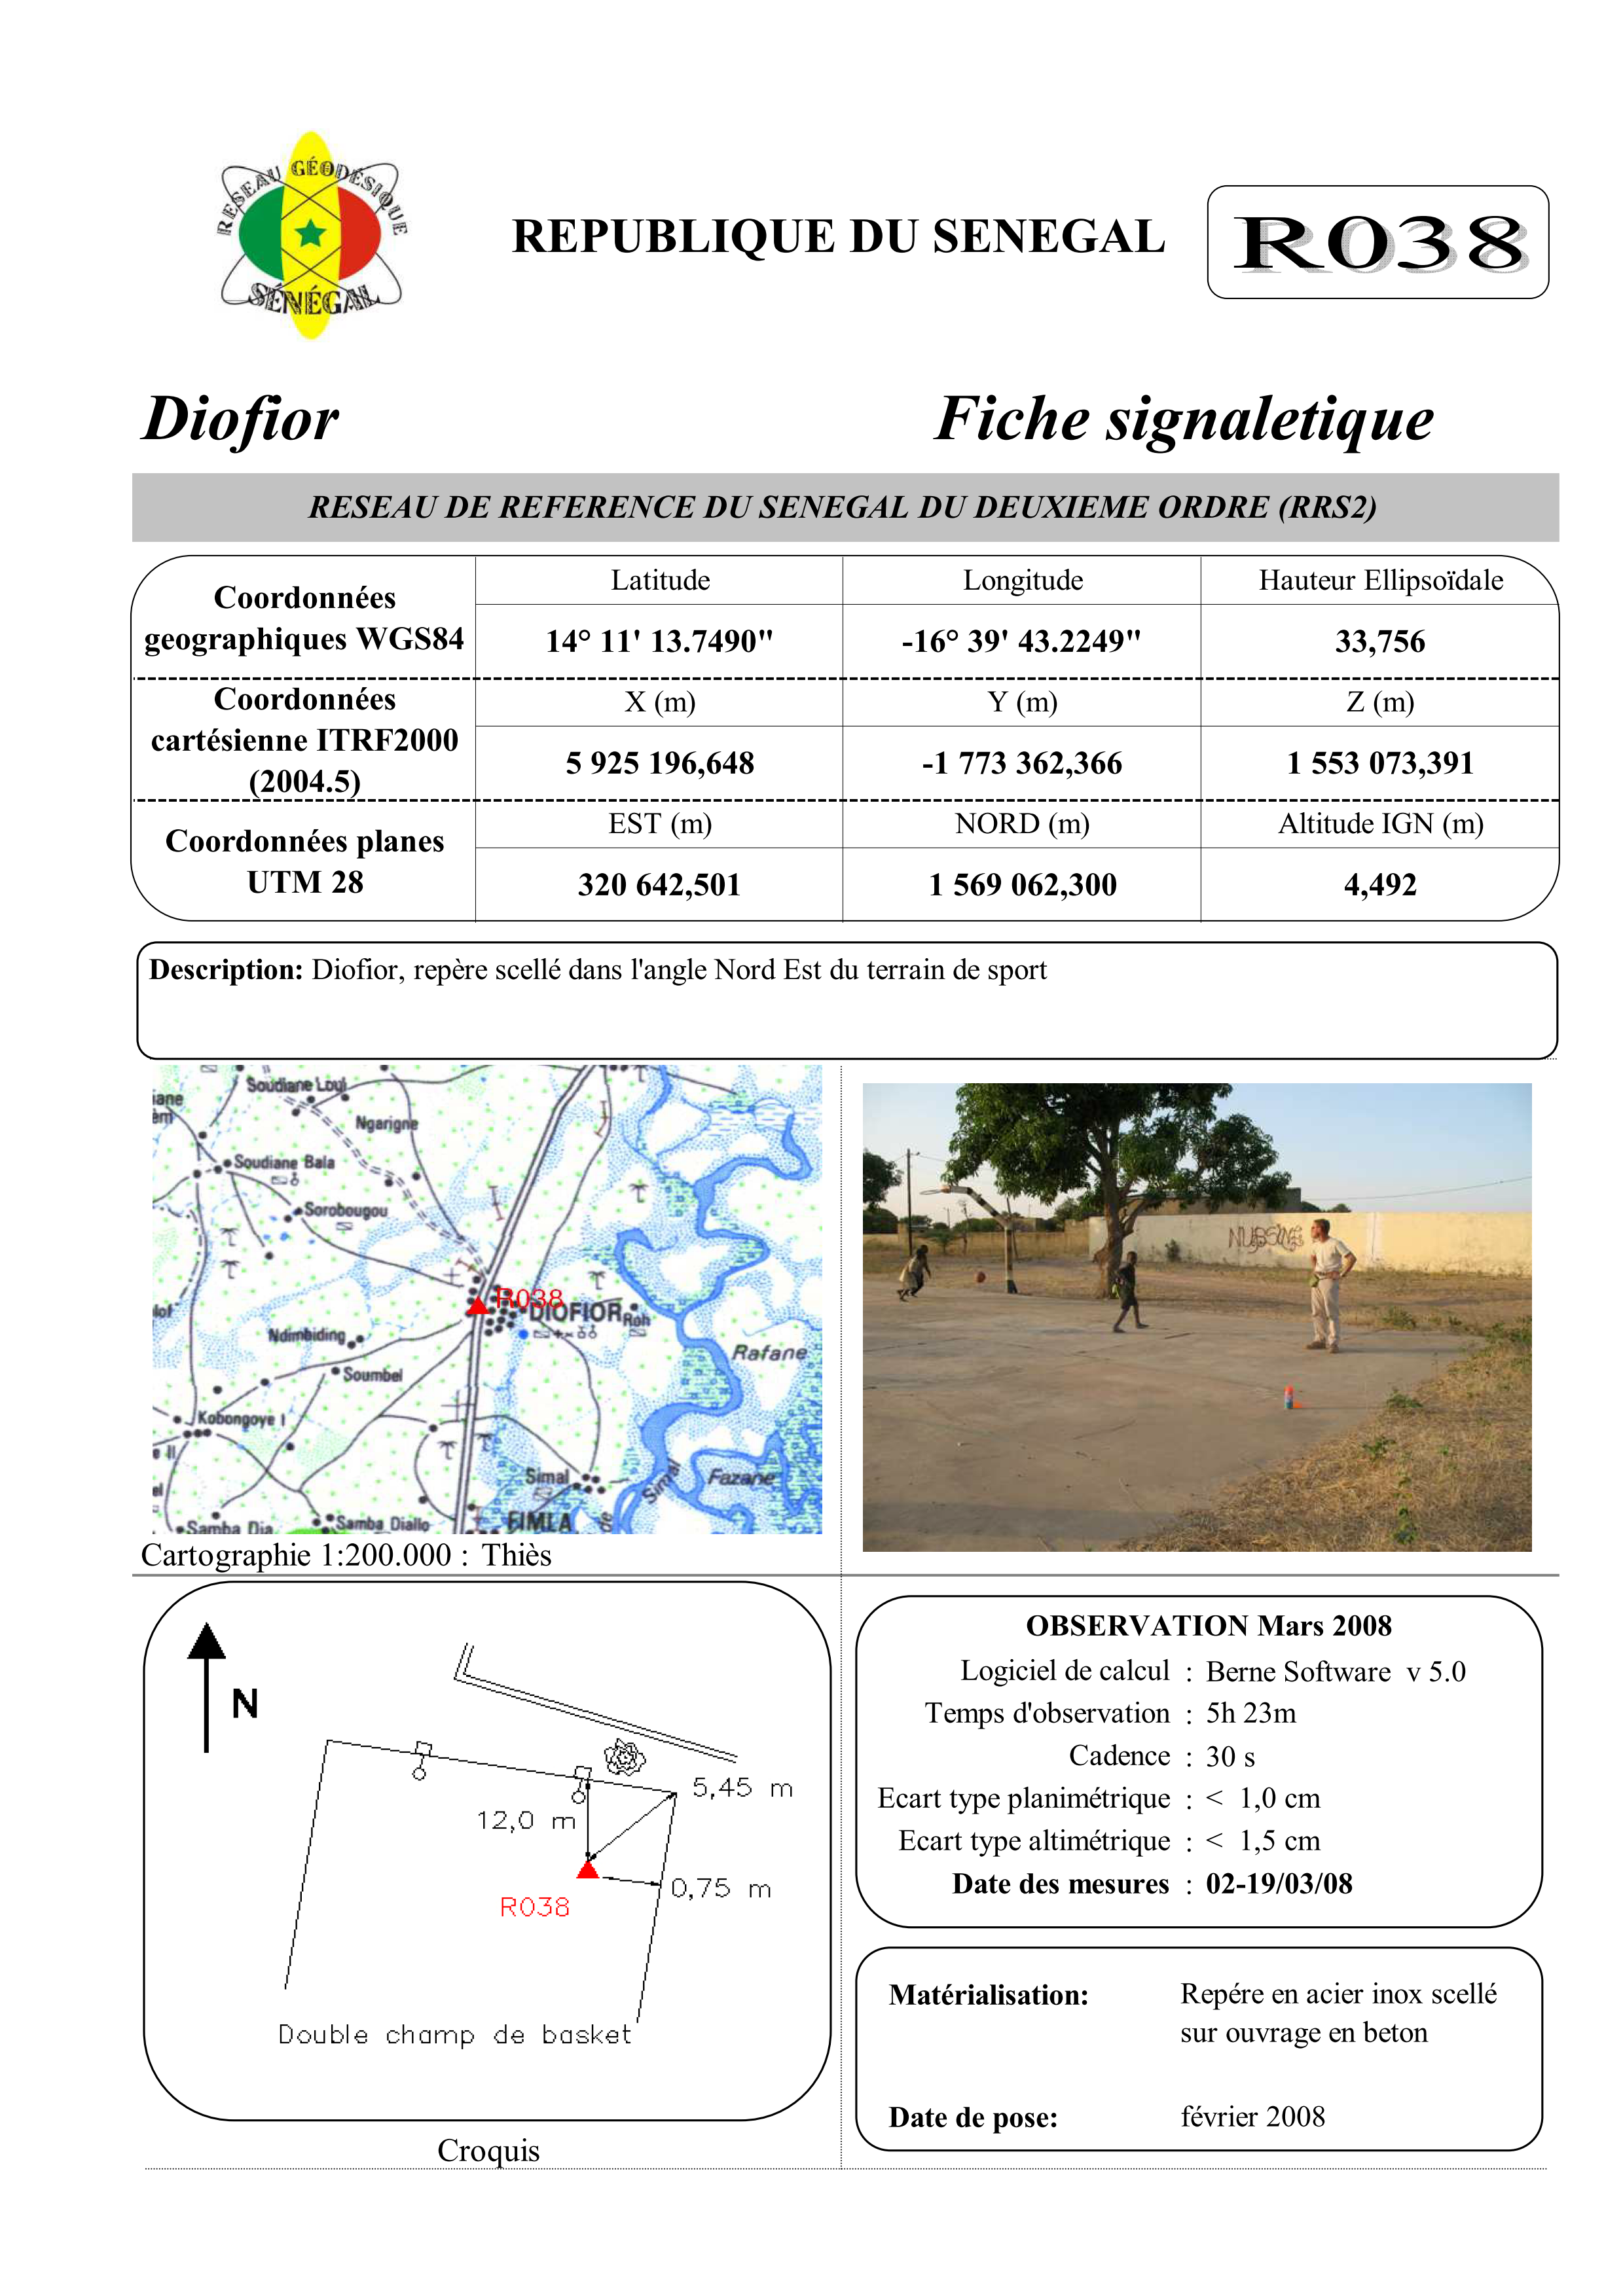 RESEAU GÉODÉSIQUE
SÉNÉGAL
REPUBLIQUE DU SENEGAL
R038
Diofior
Fiche signaletique
RESEAU DE REFERENCE DU SENEGAL DU DEUXIEME ORDRE (RRS2)
Coordonnées
geographiques WGS84
Latitude
Longitude
Hauteur Ellipsoïdale
14° 11' 13.7490"
-16° 39' 43.2249"
33,756
Coordonnées
cartésienne ITRF2000
(2004.5)
X (m)
Y (m)
Z (m)
5 925 196,648
-1 773 362,366
1 553 073,391
Coordonnées planes
UTM 28
EST (m)
NORD (m)
Altitude IGN (m)
320 642,501
1 569 062,300
4,492
Description: Diofior, repère scellé dans l'angle Nord Est du terrain de sport
Soudiane Loul
Ngarigne
Soudiane Bala
Sorobougou
R038
DIOFIOR
Roh
Ndimbiding
Rafane
Soumbel
Kobongoye I
Simal
Simal
Fazane
Samba Dia
Samba Diallo
FIMLA
Cartographie 1:200.000 : Thiès
N
5,45 m
12,0 m
0,75 m
R038
Double champ de basket
Croquis
OBSERVATION Mars 2008
Logiciel de calcul : Berne Software v 5.0
Temps d'observation : 5h 23m
Cadence : 30 s
Ecart type planimétrique : < 1,0 cm
Ecart type altimétrique : < 1,5 cm
Date des mesures : 02-19/03/08
Matérialisation: Repére en acier inox scellé
sur ouvrage en beton
Date de pose: février 2008